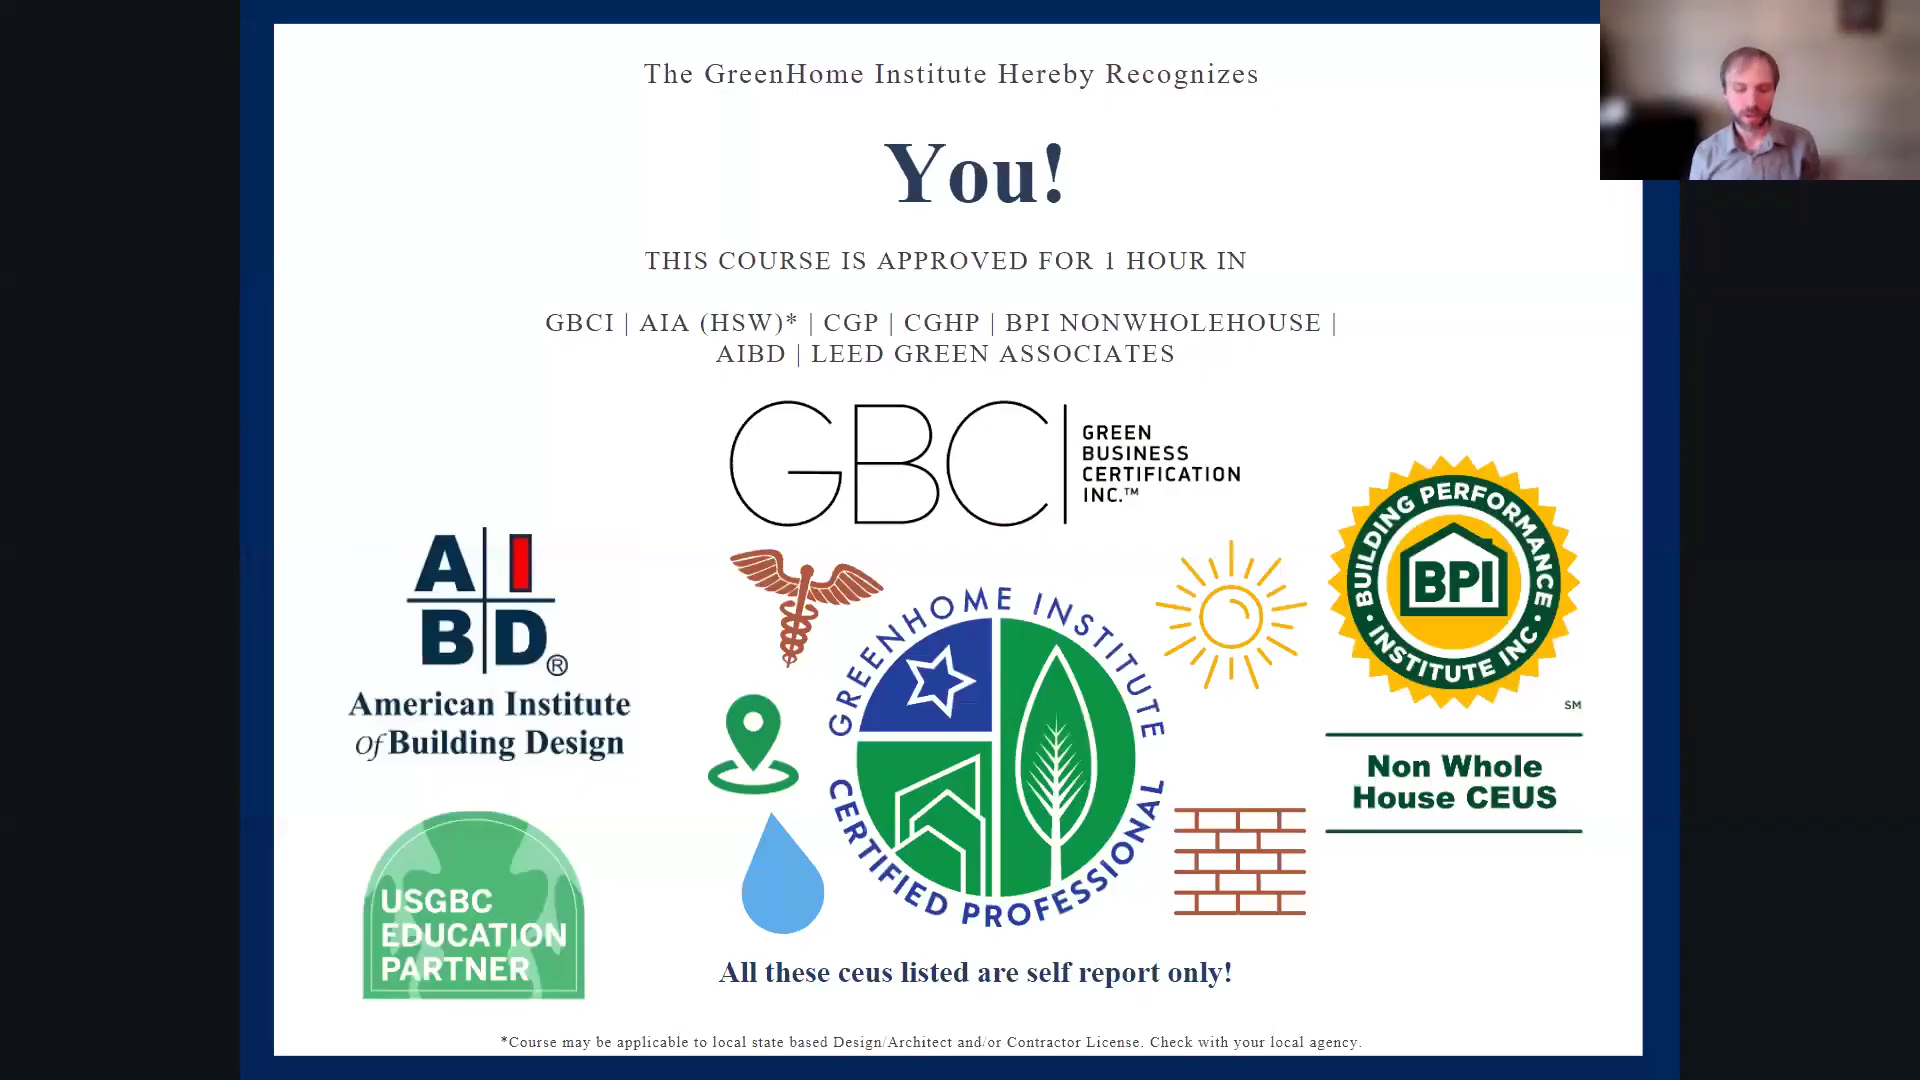 The GreenHome Institute Hereby Recognizes
You!
THIS COURSE IS APPROVED FOR 1 HOUR IN
GBCI | AIA (HSW)* | CGP | CGHP | BPI NONWHOLEHOUSE |
AIBD | LEED GREEN ASSOCIATES
GBCI
GREEN
BUSINESS
CERTIFICATION
INC.™
A I
B D®
American Institute
Of Building Design
USGBC
EDUCATION
PARTNER
GREENHOME INSTITUTE
CERTIFIED PROFESSIONAL
BUILDING PERFORMANCE
• INSTITUTE INC •
BPI
SM
Non Whole
House CEUS
All these ceus listed are self report only!
*Course may be applicable to local state based Design/Architect and/or Contractor License. Check with your local agency.